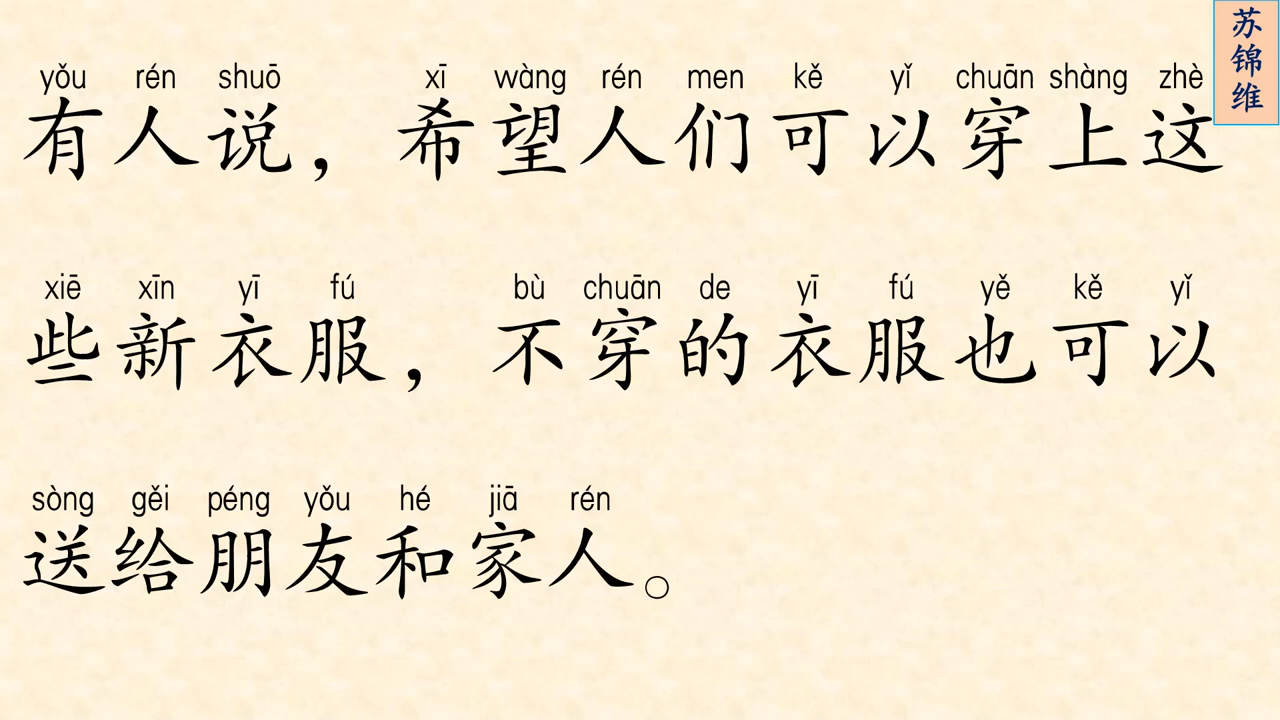 yǒu rén shuō xī wàng rén men kě yǐ chuān shàng zhè
有人说，希望人们可以穿上这
xiē xīn yī fú bù chuān de yī fú yě kě yǐ
些新衣服，不穿的衣服也可以
sòng gěi péng yǒu hé jiā rén
送给朋友和家人。
苏锦维